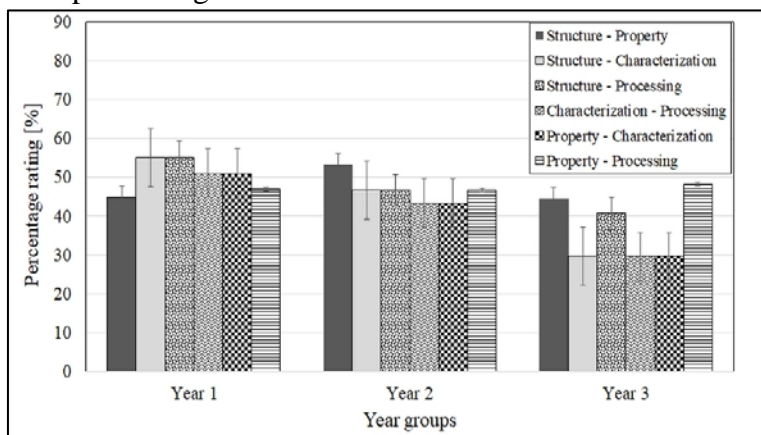 90
80
70
60
50
40
30
20
10
0
Percentage rating [%]
Structure - Property
Structure - Characterization
Structure - Processing
Characterization - Processing
Property - Characterization
Property - Processing
Year 1 Year 2 Year 3
Year groups